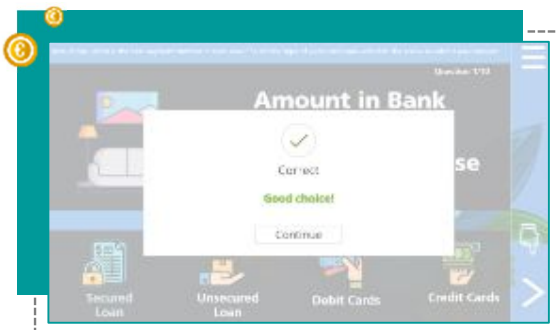 Question 1/10
Amount in Bank
se
Correct
Good choice!
Continue
Secured
Loan
Unsecured
Loan
Debit Cards
Credit Cards